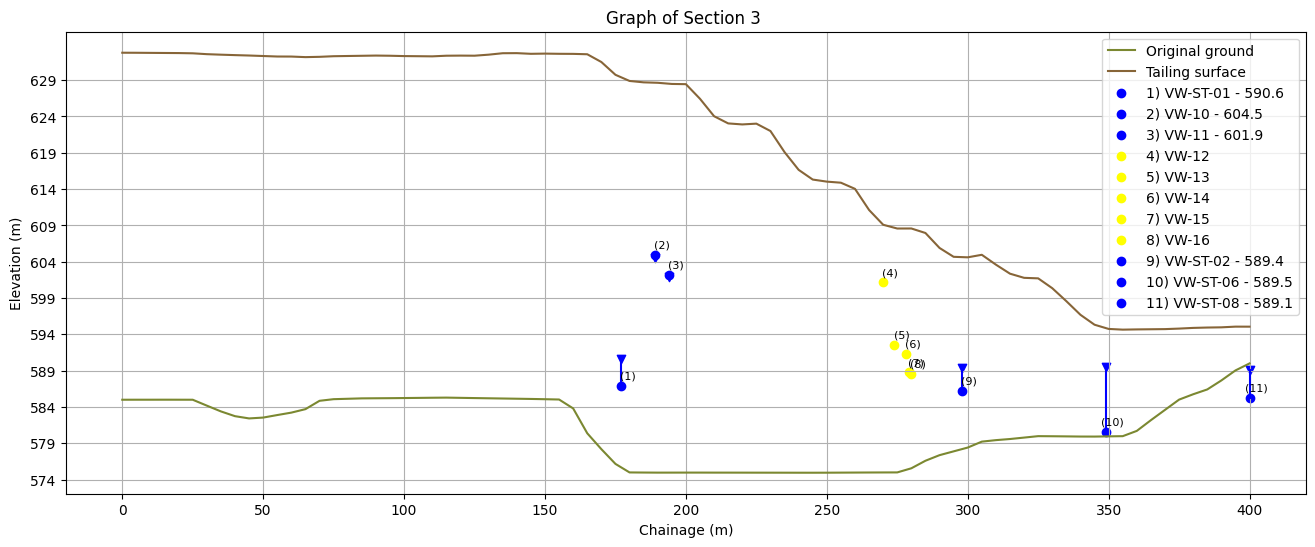 Graph of Section 3
Original ground
Tailing surface
1) VW-ST-01 - 590.6
2) VW-10 - 604.5
3) VW-11 - 601.9
4) VW-12
5) VW-13
6) VW-14
7) VW-15
8) VW-16
9) VW-ST-02 - 589.4
10) VW-ST-06 - 589.5
11) VW-ST-08 - 589.1
Elevation (m)
629
624
619
614
609
604
599
594
589
584
579
574
(2)
(3)
(4)
(5)
(6)
(7)
(8)
(1)
(9)
(11)
(10)
0 50 100 150 200 250 300 350 400
Chainage (m)